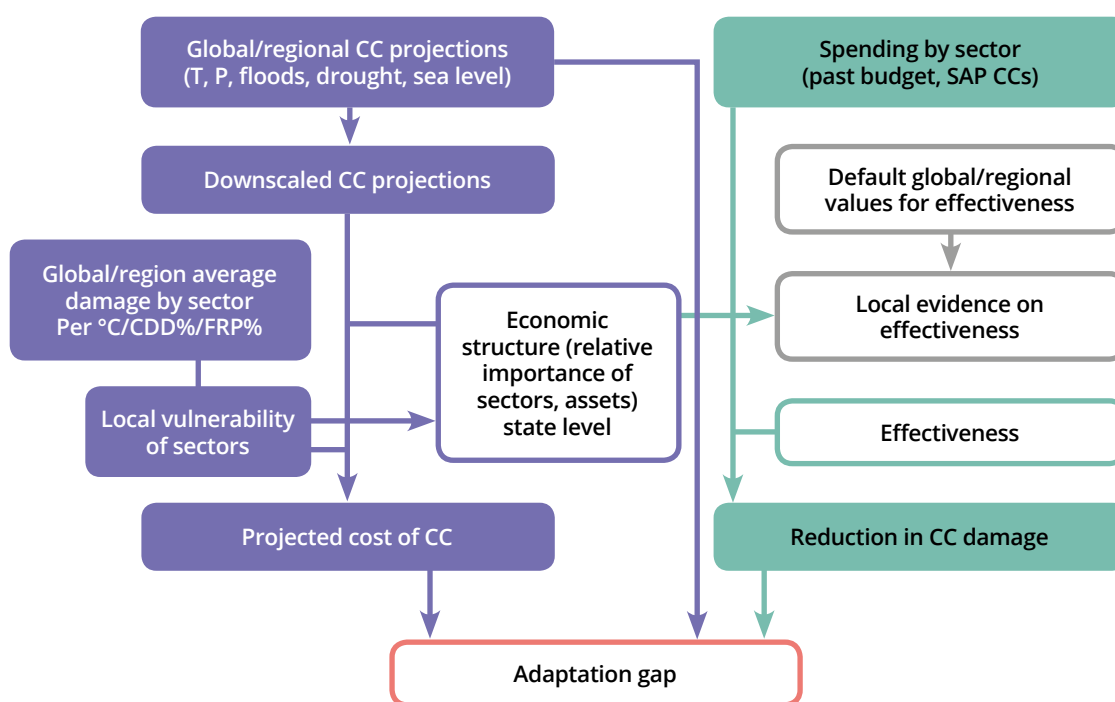 Global/regional CC projections
(T, P, floods, drought, sea level)
Spending by sector
(past budget, SAP CCs)
Downscaled CC projections
Default global/regional
values for effectiveness
Global/region average
damage by sector
Per °C/CDD%/FRP%
Economic
structure (relative
importance of
sectors, assets)
state level
Local evidence on
effectiveness
Local vulnerability
of sectors
Effectiveness
Projected cost of CC
Reduction in CC damage
Adaptation gap